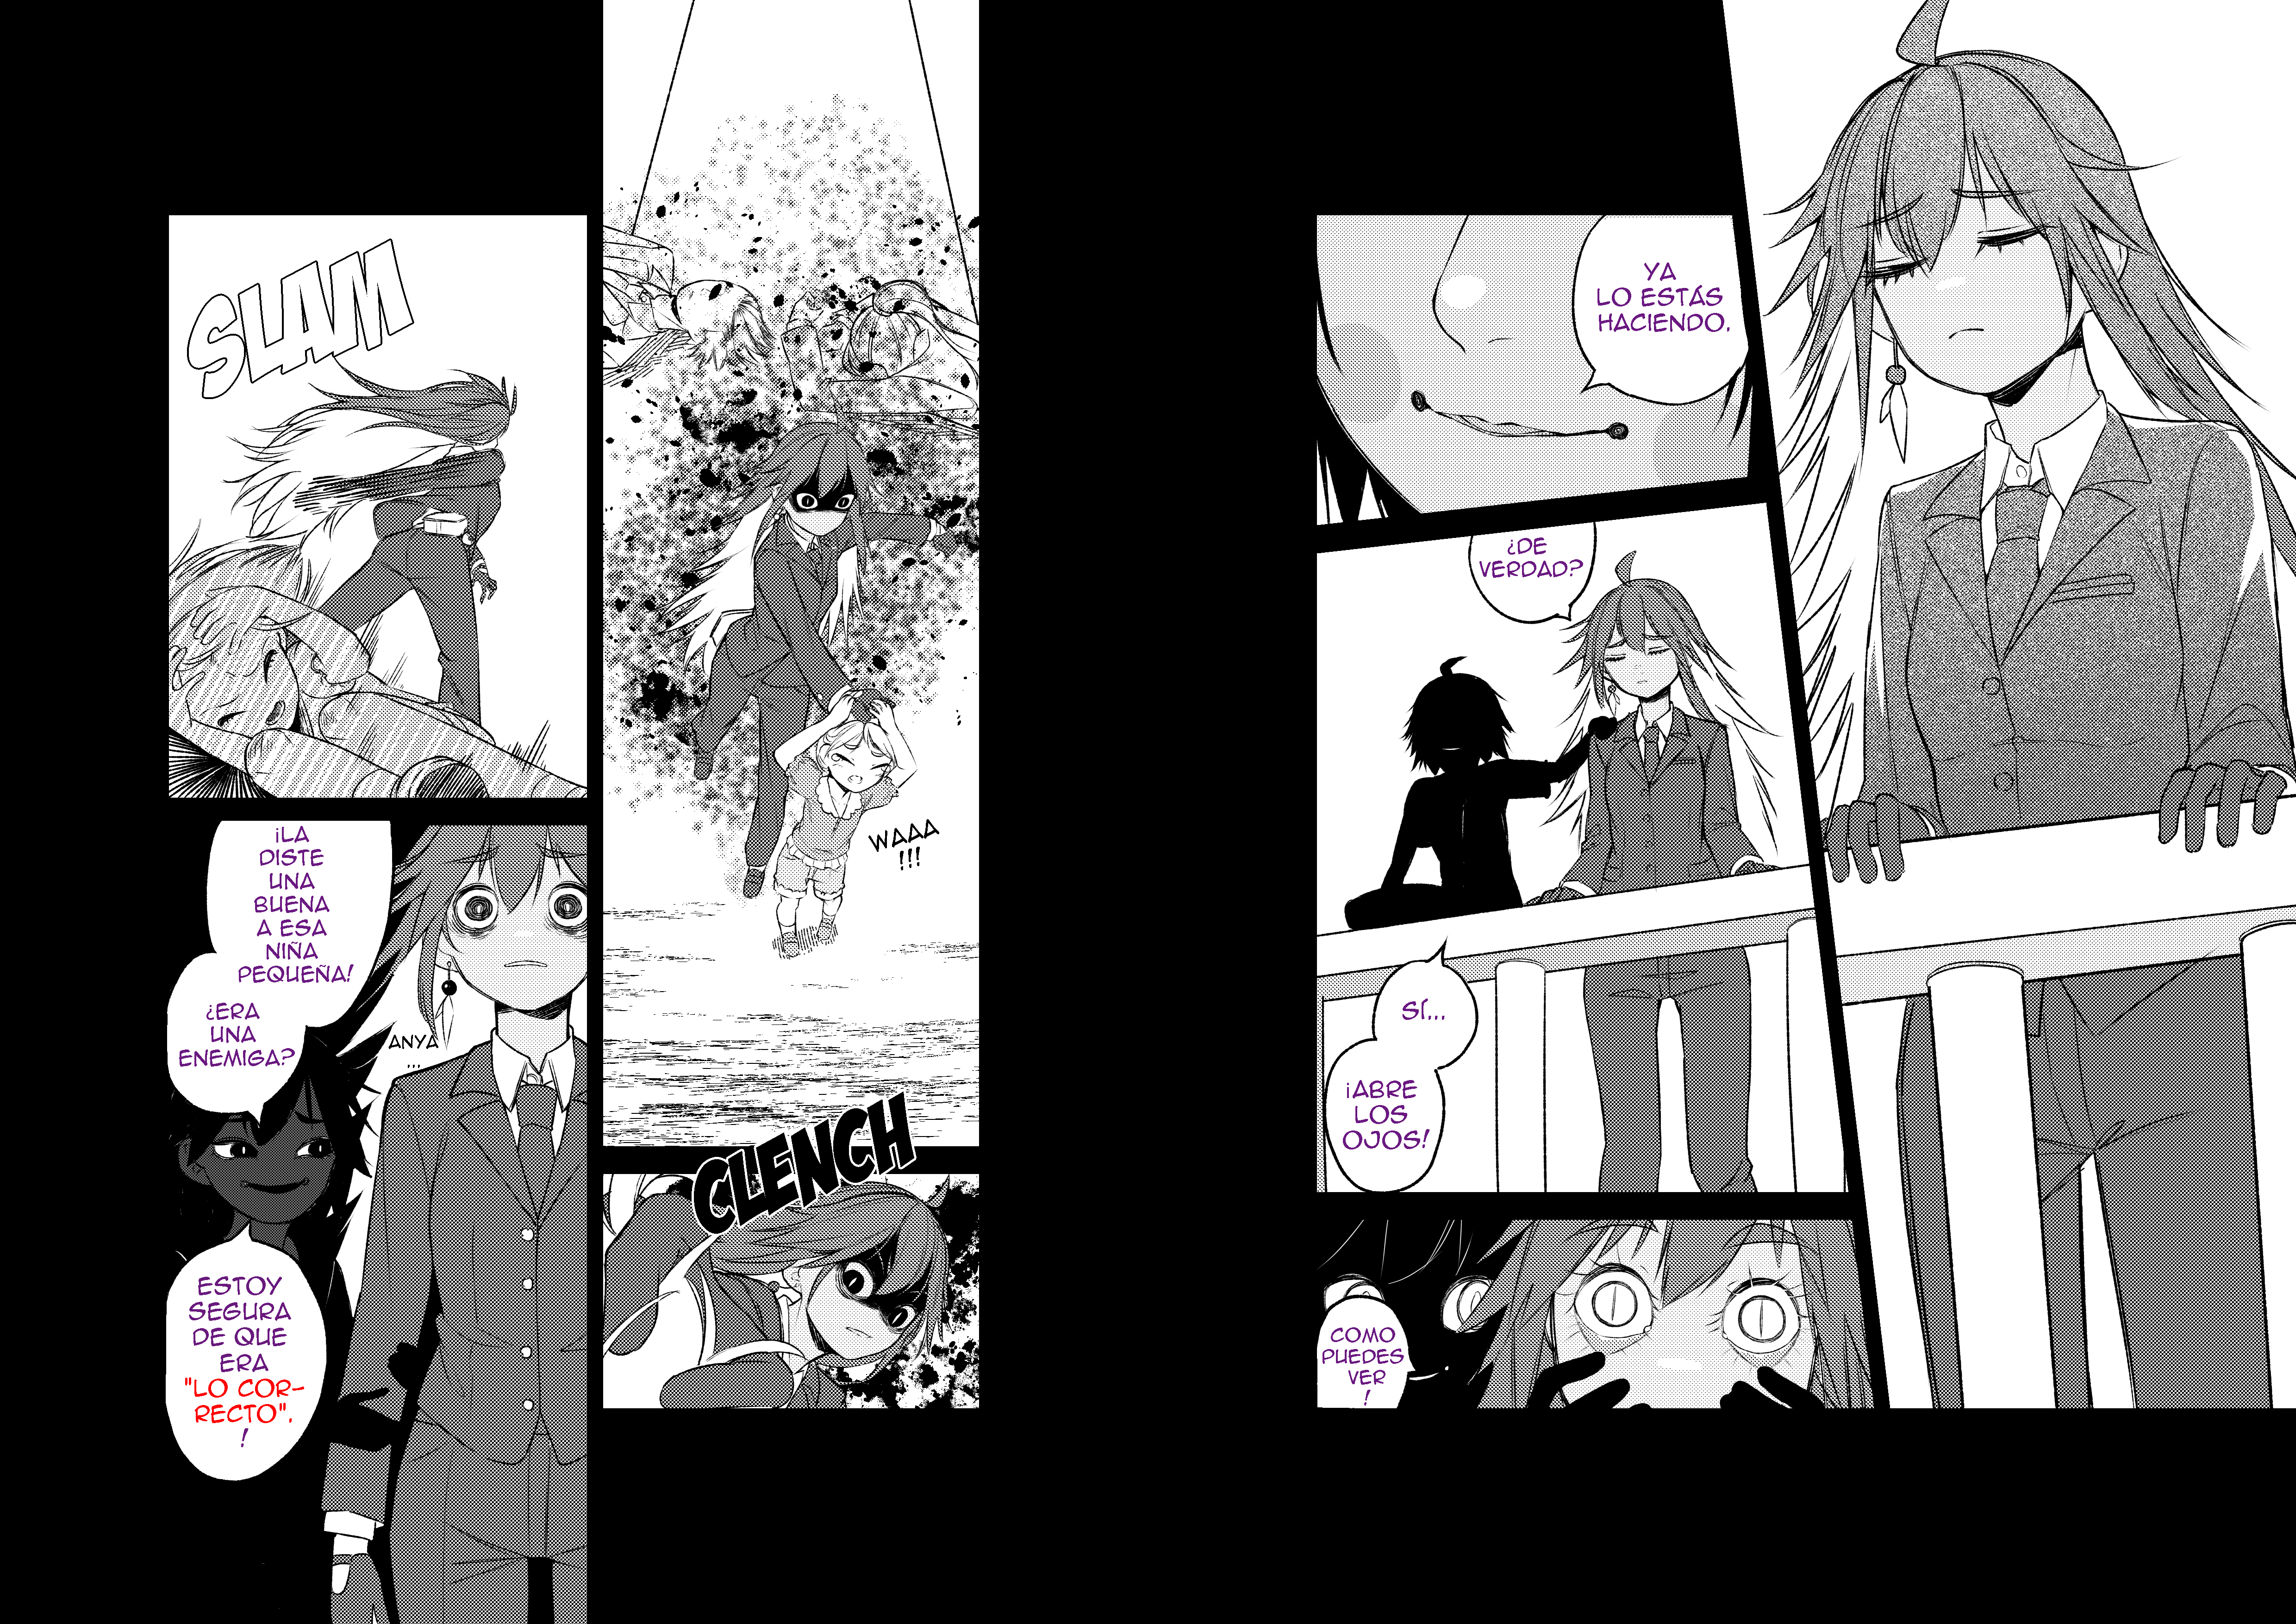 YA
LO ESTÁS
HACIENDO.
¿DE
VERDAD?
SÍ...
¡ABRE
LOS
OJOS!
COMO
PUEDES
VER
!
WAAA
!!!
CLENCH
SLAM
¡LA
DISTE
UNA
BUENA
A ESA
NIÑA
PEQUEÑA!
¿ERA
UNA
ENEMIGA?
ANYA
...
ESTOY
SEGURA
DE QUE
ERA
"LO COR-
RECTO".
!